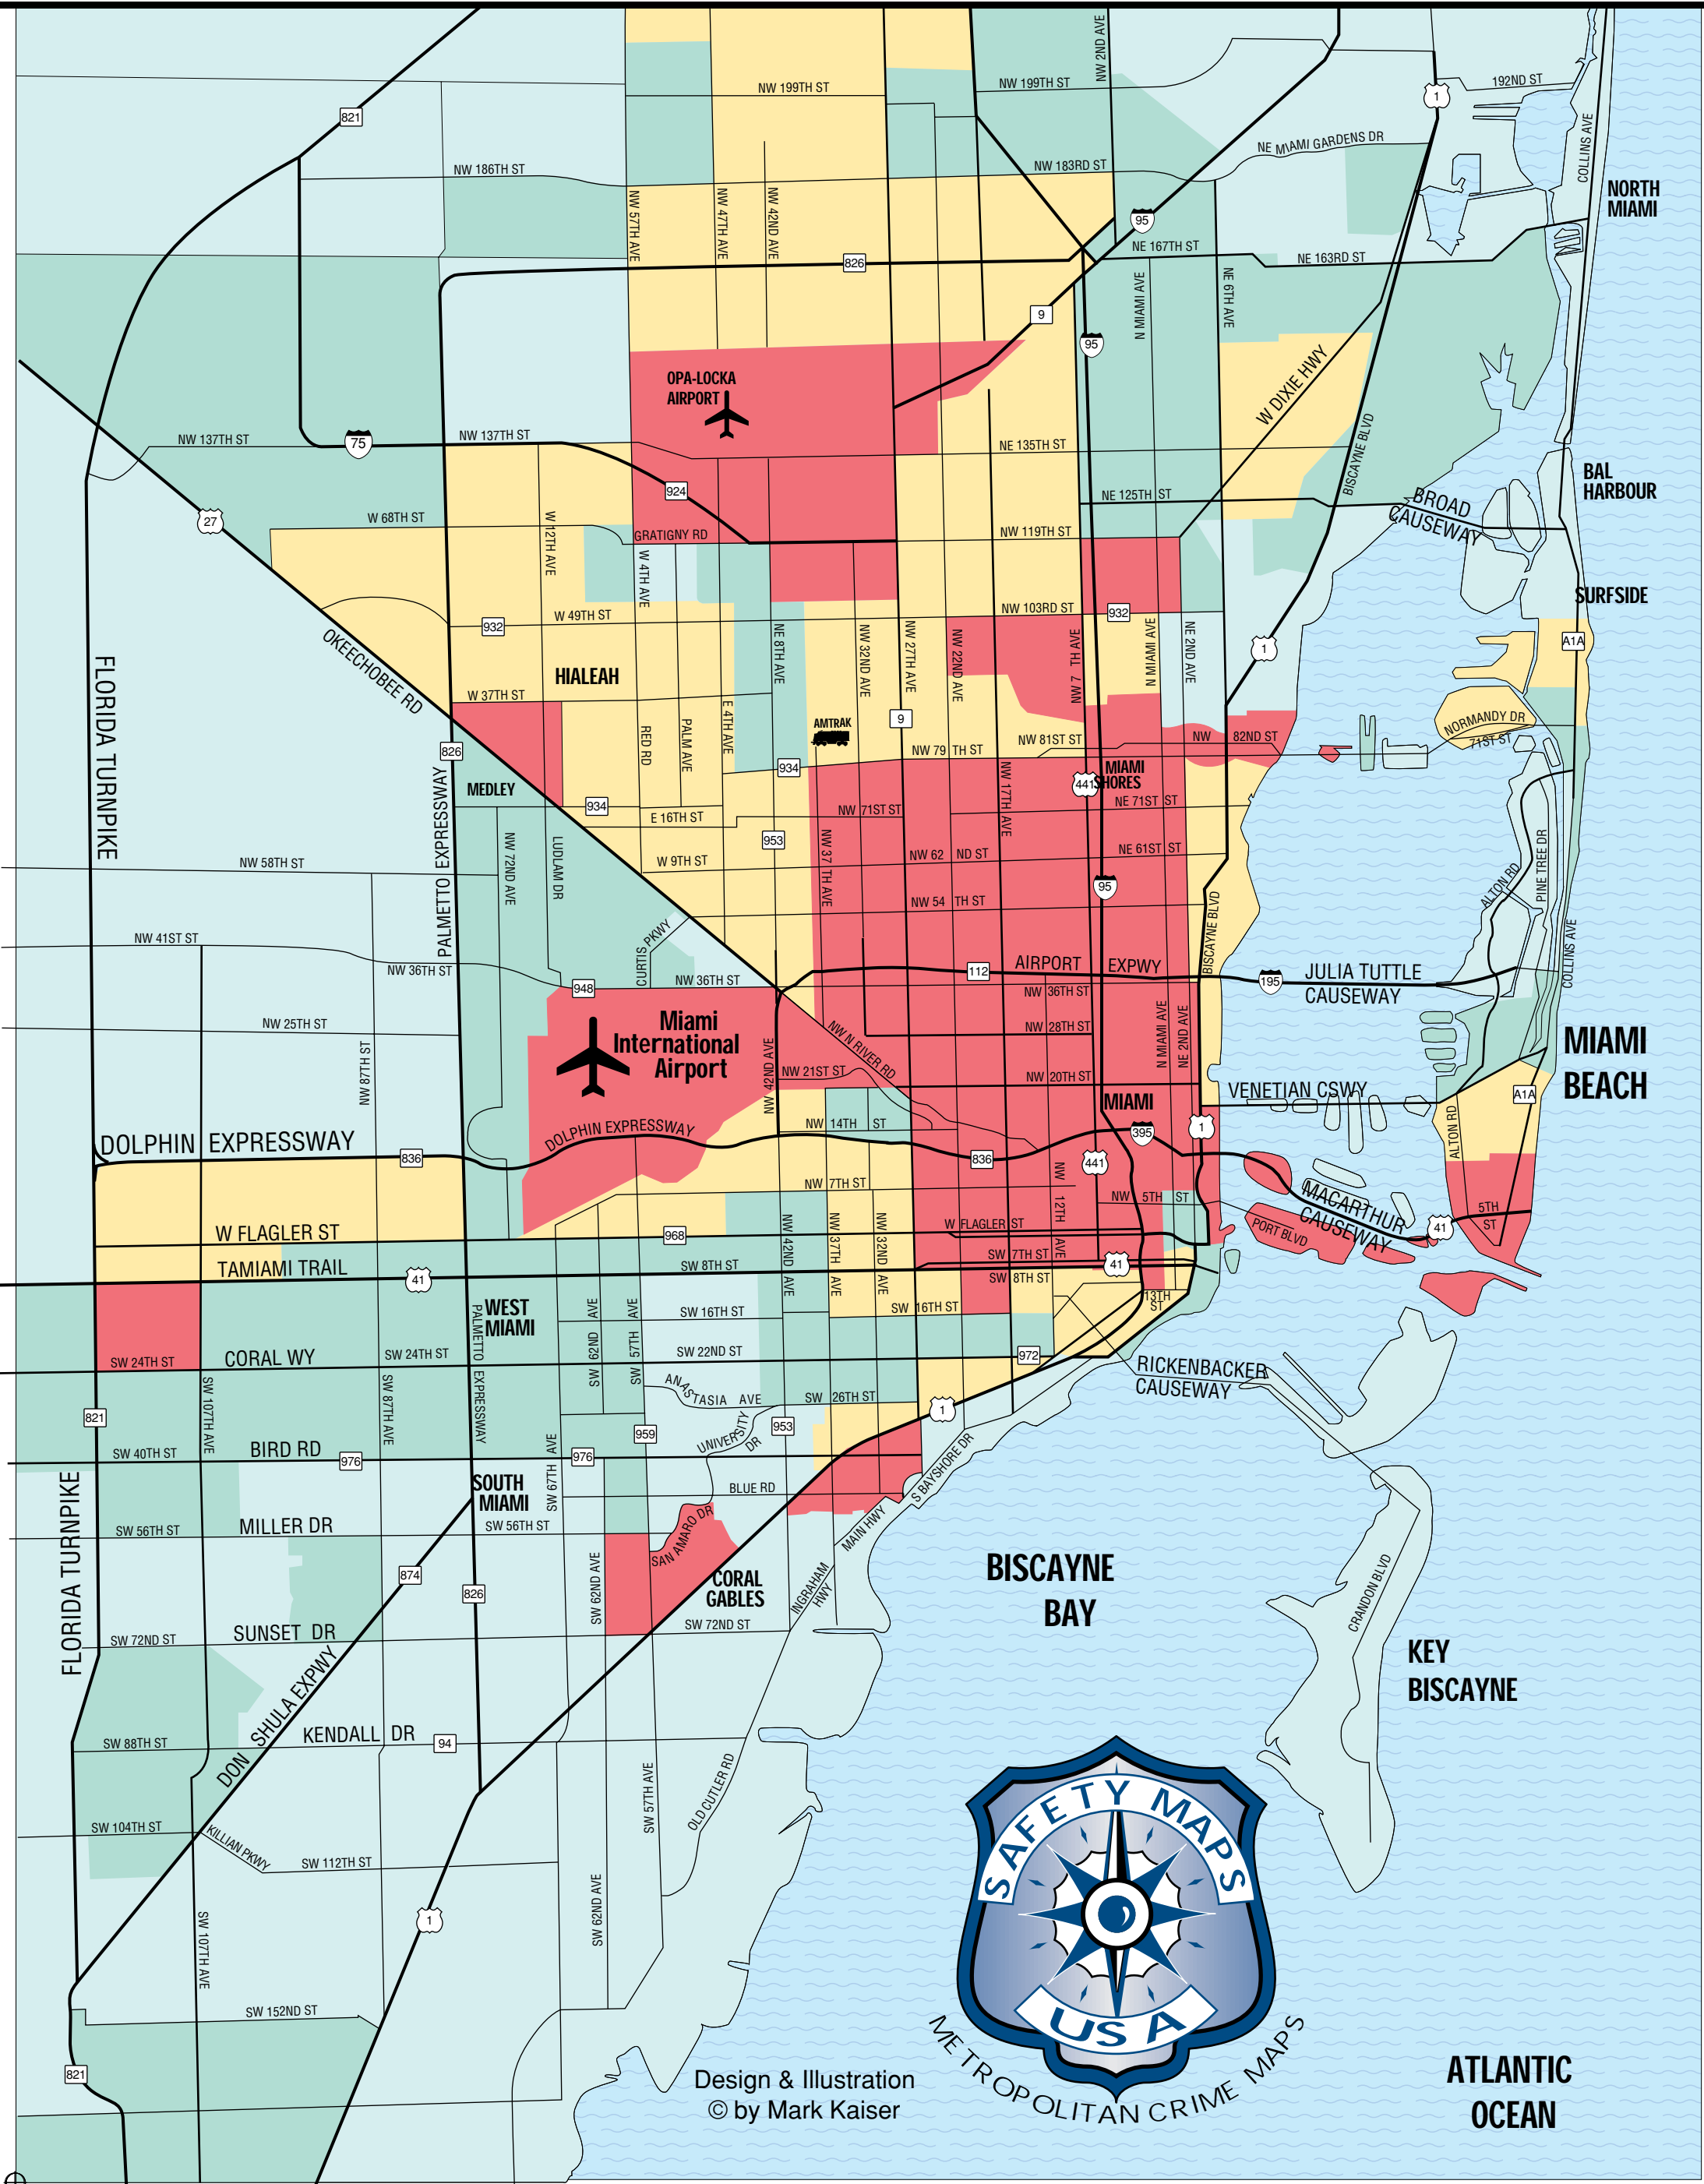 NW 2ND AVE
192ND ST
NW 199TH ST
NW 199TH ST
1
821
COLLINS AVE
NE MIAMI GARDENS DR
NW 186TH ST
NW 183RD ST
NORTH
MIAMI
NW 57TH AVE
NW 47TH AVE
NW 42ND AVE
95
NE 167TH ST
NE 163RD ST
826
N MIAMI AVE
NE 6TH AVE
9
95
W DIXIE HWY
OPA-LOCKA
AIRPORT
BISCAYNE BLVD
NW 137TH ST
75
NW 137TH ST
NE 135TH ST
BAL
HARBOUR
924
NE 125TH ST
BROAD
CAUSEWAY
27
W 68TH ST
W 12TH AVE
GRATIGNY RD
NW 119TH ST
W 4TH AVE
SURFSIDE
932
W 49TH ST
NW 103RD ST
932
OKEECHOBEE RD
NE 8TH AVE
NW 32ND AVE
NW 27TH AVE
NW 22ND AVE
NW 7 TH AVE
N MIAMI AVE
NE 2ND AVE
1
A1A
FLORIDA TURNPIKE
HIALEAH
W 37TH ST
RED RD
PALM AVE
E 4TH AVE
AMTRAK
9
NORMANDY DR
71ST ST
826
NW 79 TH ST
NW 81ST ST
NW 82ND ST
934
MIAMI
SHORES
441
MEDLEY
934
NW 17TH AVE
NE 71ST ST
NW 71ST ST
E 16TH ST
PALMETTO EXPRESSWAY
NW 72ND AVE
LUDLAM DR
953
NW 37 TH AVE
NW 62 ND ST
NE 61ST ST
W 9TH ST
NW 58TH ST
ALTON RD
PINE TREE DR
95
NW 54 TH ST
BISCAYNE BLVD
COLLINS AVE
NW 41ST ST
CURTIS PKWY
NW 36TH ST
NW 36TH ST
948
112
AIRPORT EXPWY
195
JULIA TUTTLE
CAUSEWAY
NW 36TH ST
Miami
International
Airport
NW 25TH ST
NW 28TH ST
NW N RIVER RD
N MIAMI AVE
NE 2ND AVE
MIAMI
BEACH
NW 87TH ST
NW 42ND AVE
NW 21ST ST
NW 20TH ST
VENETIAN CSWY
A1A
MIAMI
ALTON RD
NW 14TH ST
1
DOLPHIN EXPRESSWAY
DOLPHIN EXPRESSWAY
395
836
836
441
NW 7TH ST
NW 12TH AVE
NW 5TH ST
MACARTHUR
CAUSEWAY
PORT BLVD
41
5TH
ST
W FLAGLER ST
968
NW 42ND AVE
NW 37TH AVE
NW 32ND AVE
W FLAGLER ST
TAMIAMI TRAIL
41
SW 8TH ST
SW 7TH ST
41
SW 8TH ST
13TH
ST
WEST
MIAMI
PALMETTO EXPRESSWAY
SW 62ND AVE
SW 57TH AVE
SW 16TH ST
SW 16TH ST
SW 24TH ST
CORAL WY
SW 24TH ST
SW 22ND ST
972
RICKENBACKER
CAUSEWAY
SW 107TH AVE
SW 87TH AVE
ANASTASIA AVE
SW 26TH ST
1
821
959
UNIVERSITY
DR
953
SW 40TH ST
BIRD RD
976
SW 67TH AVE
976
S BAYSHORE DR
FLORIDA TURNPIKE
SOUTH
MIAMI
BLUE RD
SW 56TH ST
MILLER DR
SW 56TH ST
SAN AMARO DR
MAIN HWY
874
826
SW 62ND AVE
CORAL
GABLES
INGRAHAM
HWY
BISCAYNE
BAY
CRANDON BLVD
SW 72ND ST
SUNSET DR
SW 72ND ST
KEY
BISCAYNE
DON SHULA EXPWY
SW 88TH ST
KENDALL DR
94
SW 57TH AVE
OLD CUTLER RD
SW 104TH ST
KILLIAN PKWY
SW 112TH ST
SW 62ND AVE
1
SW 107TH AVE
SAFETY MAPS
USA
METROPOLITAN CRIME MAPS
SW 152ND ST
821
Design & Illustration
© by Mark Kaiser
ATLANTIC
OCEAN